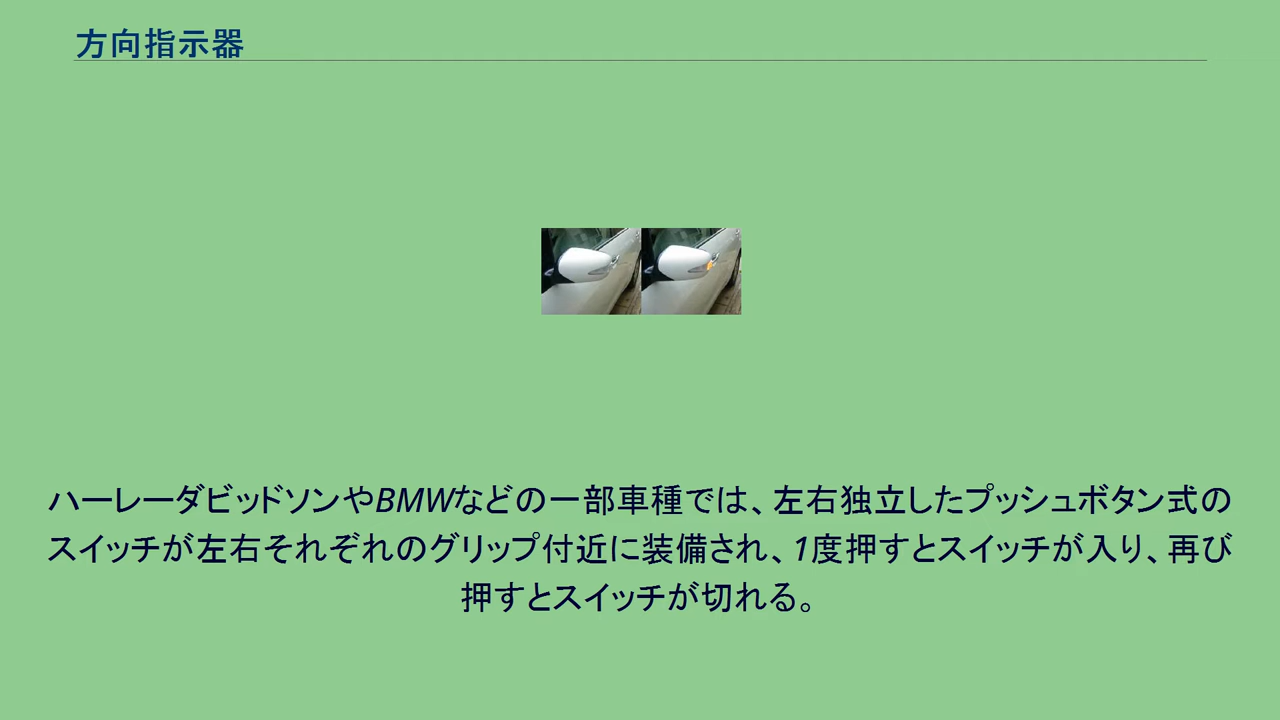 方向指示器
ハーレーダビッドソンやBMWなどの一部車種では、左右独立したプッシュボタン式の
スイッチが左右それぞれのグリップ付近に装備され、1度押すとスイッチが入り、再び
押すとスイッチが切れる。